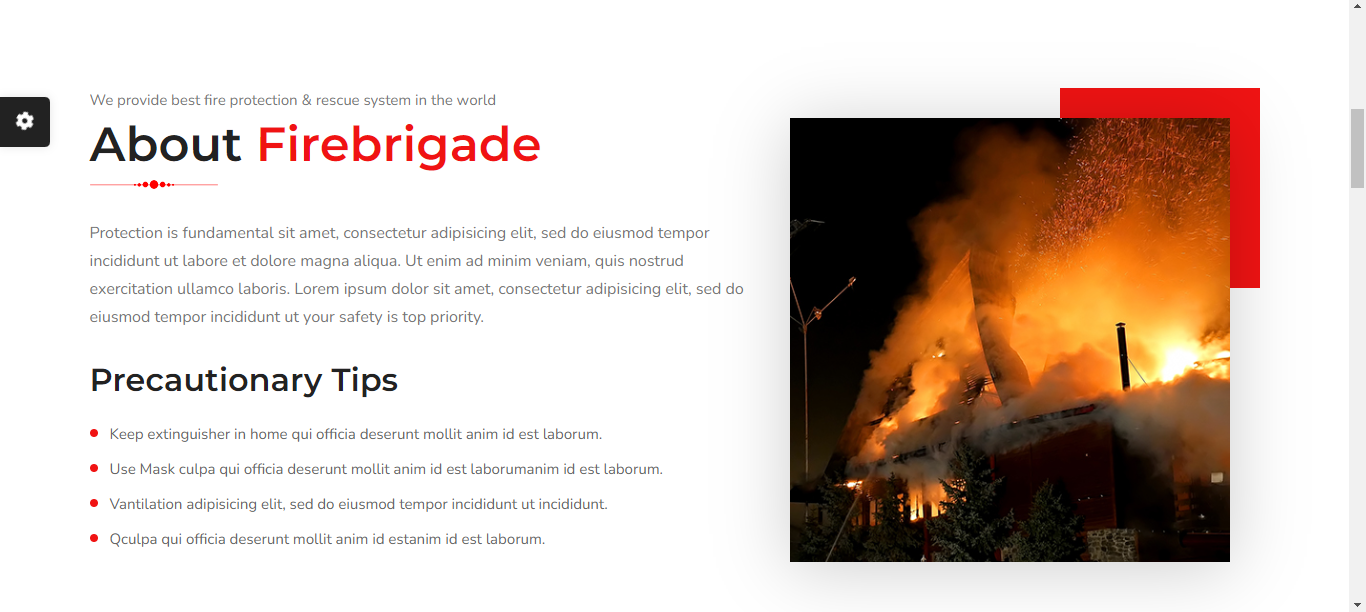 We provide best fire protection & rescue system in the world
About Firebrigade
Protection is fundamental sit amet, consectetur adipisicing elit, sed do eiusmod tempor
incididunt ut labore et dolore magna aliqua. Ut enim ad minim veniam, quis nostrud
exercitation ullamco laboris. Lorem ipsum dolor sit amet, consectetur adipisicing elit, sed do
eiusmod tempor incididunt ut your safety is top priority.
Precautionary Tips
Keep extinguisher in home qui officia deserunt mollit anim id est laborum.
Use Mask culpa qui officia deserunt mollit anim id est laborumanim id est laborum.
Vantilation adipisicing elit, sed do eiusmod tempor incididunt ut incididunt.
Qculpa qui officia deserunt mollit anim id estanim id est laborum.